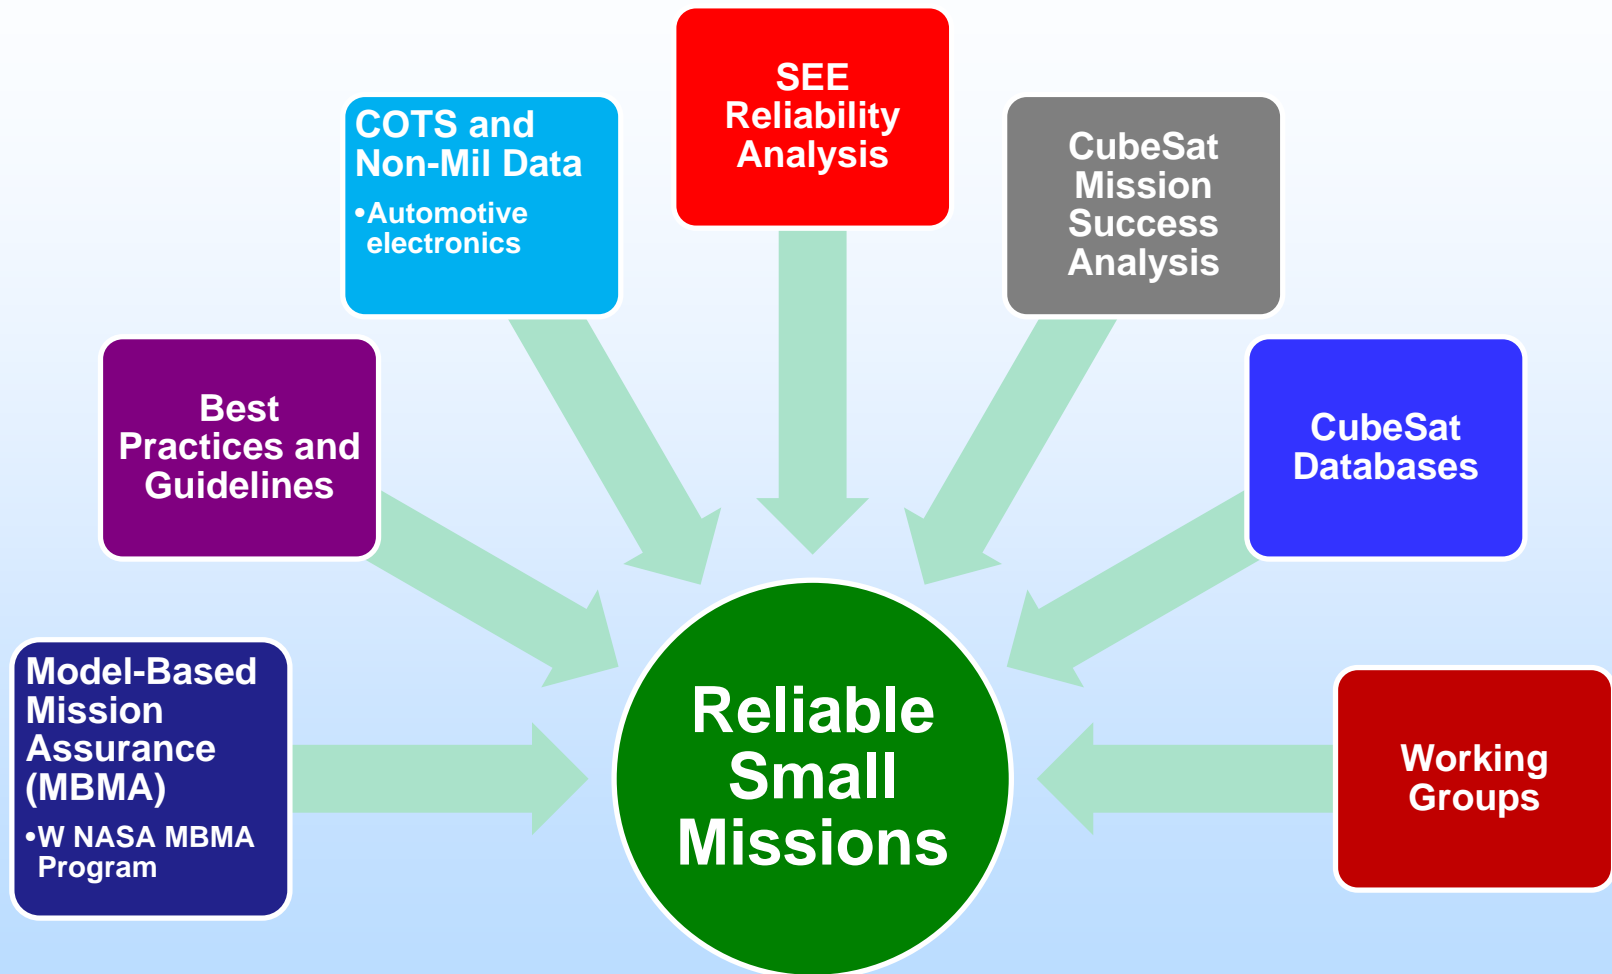 SEE
Reliability
Analysis
COTS and
Non-Mil Data
•Automotive
electronics
CubeSat
Mission
Success
Analysis
Best
Practices and
Guidelines
CubeSat
Databases
Model-Based
Mission
Assurance
(MBMA)
•W NASA MBMA
Program
Reliable
Small
Missions
Working
Groups